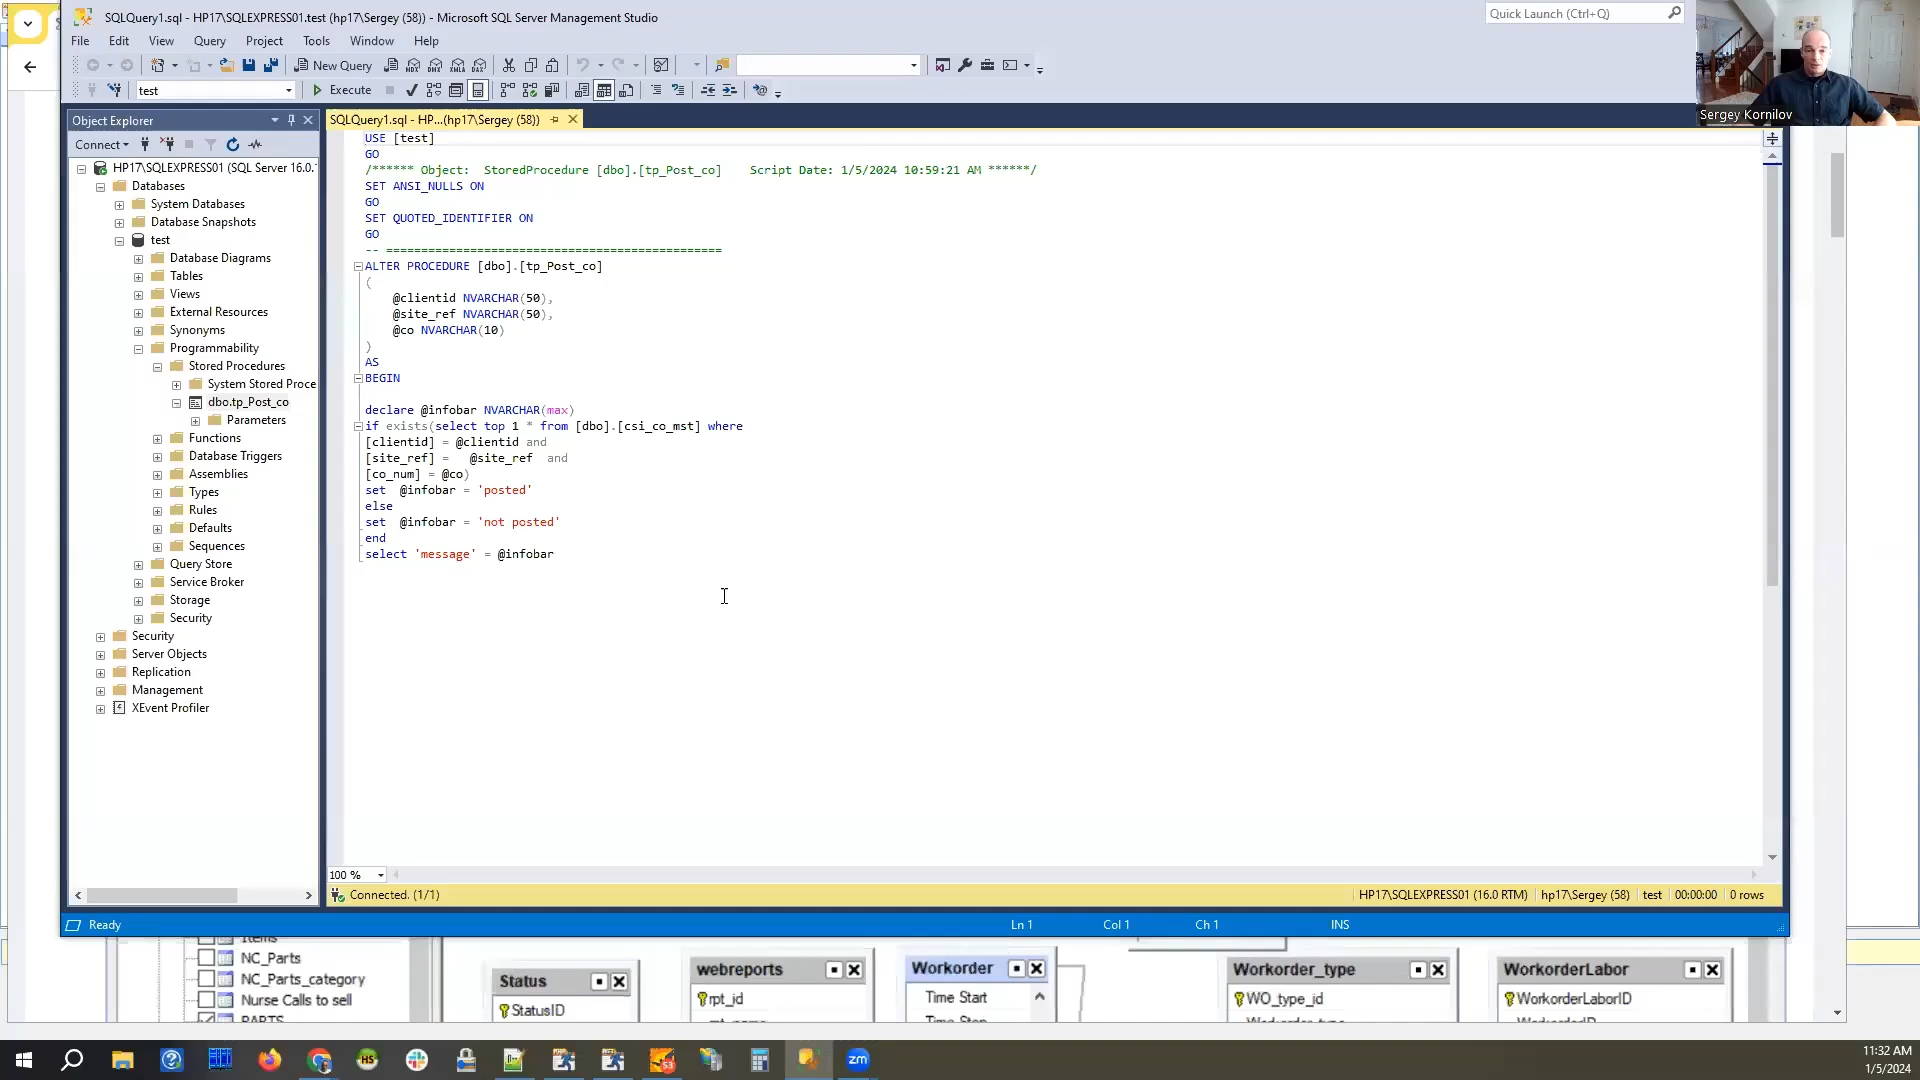 SQLQuery1.sql - HP17\SQLEXPRESS01.test (hp17\Sergey (58)) - Microsoft SQL Server Management Studio
Quick Launch (Ctrl+Q)
File Edit View Query Project Tools Window Help
New Query
test
Execute
Sergey Kornilov
Object Explorer
Connect
HP17\SQLEXPRESS01 (SQL Server 16.0.
Databases
System Databases
Database Snapshots
test
Database Diagrams
Tables
Views
External Resources
Synonyms
Programmability
Stored Procedures
System Stored Proce
dbo.tp_Post_co
Parameters
Functions
Database Triggers
Assemblies
Types
Rules
Defaults
Sequences
Query Store
Service Broker
Storage
Security
Security
Server Objects
Replication
Management
XEvent Profiler
SQLQuery1.sql - HP...(hp17\Sergey (58))
USE [test]
GO
/****** Object:  StoredProcedure [dbo].[tp_Post_co]    Script Date: 1/5/2024 10:59:21 AM ******/
SET ANSI_NULLS ON
GO
SET QUOTED_IDENTIFIER ON
GO
-- ================================================
ALTER PROCEDURE [dbo].[tp_Post_co]
(
@clientid NVARCHAR(50),
@site_ref NVARCHAR(50),
@co NVARCHAR(10)
)
AS
BEGIN
declare @infobar NVARCHAR(max)
if exists(select top 1 * from [dbo].[csi_co_mst] where
[clientid] = @clientid and
[site_ref] =   @site_ref  and
[co_num] = @co)
set  @infobar = 'posted'
else
set  @infobar = 'not posted'
end
select 'message' = @infobar
100 %
Connected. (1/1)
HP17\SQLEXPRESS01 (16.0 RTM) hp17\Sergey (58) test 00:00:00 0 rows
Ready
Ln 1 Col 1 Ch 1 INS
Items
NC_Parts
NC_Parts_category
Nurse Calls to sell
PARTS
Status
StatusID
webreports
rpt_id
Workorder
Time Start
Time Stop
Workorder_type
WO_type_id
Workorder_type
WorkorderLabor
WorkorderLaborID
WorkorderID
HS
53
zm
11:32 AM
1/5/2024